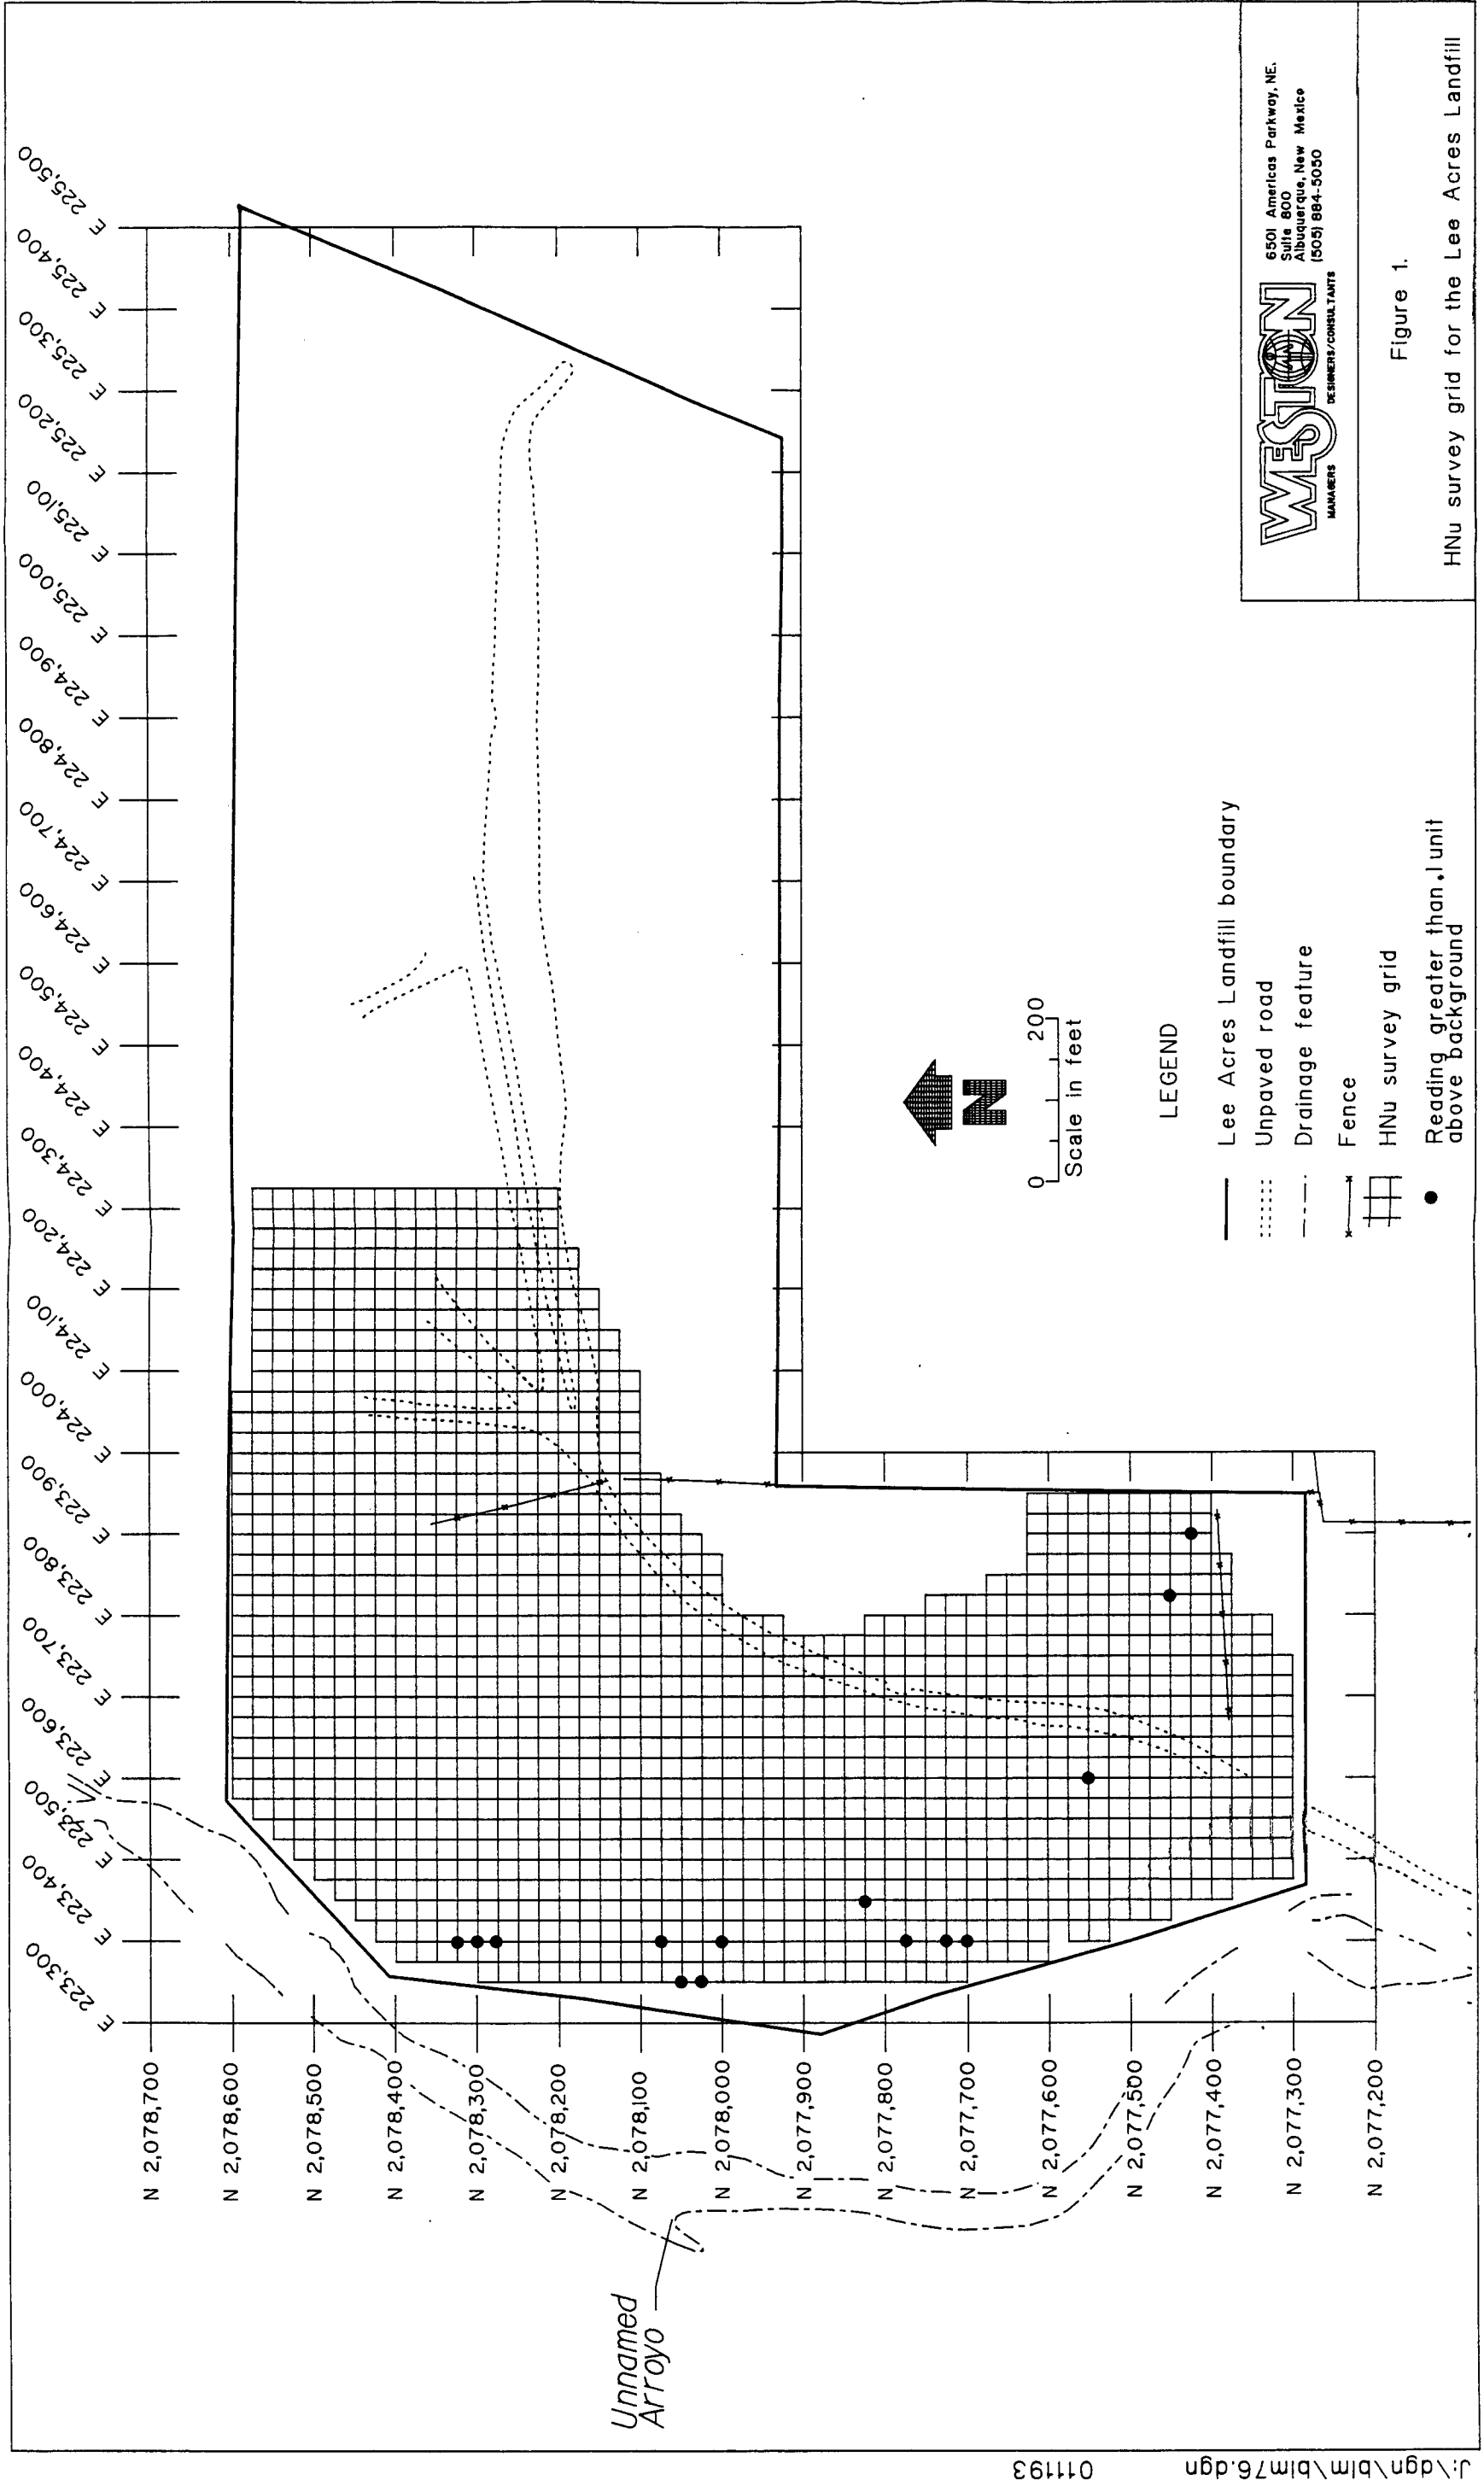 E 223,300
E 223,400
E 223,500
E 223,600
E 223,700
E 223,800
E 223,900
E 224,000
E 224,100
E 224,200
E 224,300
E 224,400
E 224,500
E 224,600
E 224,700
E 224,800
E 224,900
E 225,000
E 225,100
E 225,200
E 225,300
E 225,400
E 225,500
N 2,078,700
N 2,078,600
N 2,078,500
N 2,078,400
N 2,078,300
N 2,078,200
N 2,078,100
N 2,078,000
N 2,077,900
N 2,077,800
N 2,077,700
N 2,077,600
N 2,077,500
N 2,077,400
N 2,077,300
N 2,077,200
Unnamed
Arroyo
N
0 200
Scale in feet
LEGEND
Lee Acres Landfill boundary
Unpaved road
Drainage feature
Fence
HNu survey grid
Reading greater than .1 unit
above background
WESTON
MANAGERS DESIGNERS/CONSULTANTS
6501 Americas Parkway, NE.
Suite 800
Albuquerque, New Mexico
(505) 884-5050
Figure 1.
HNu survey grid for the Lee Acres Landfill
J:\dgn\blm\blm76.dgn 011193